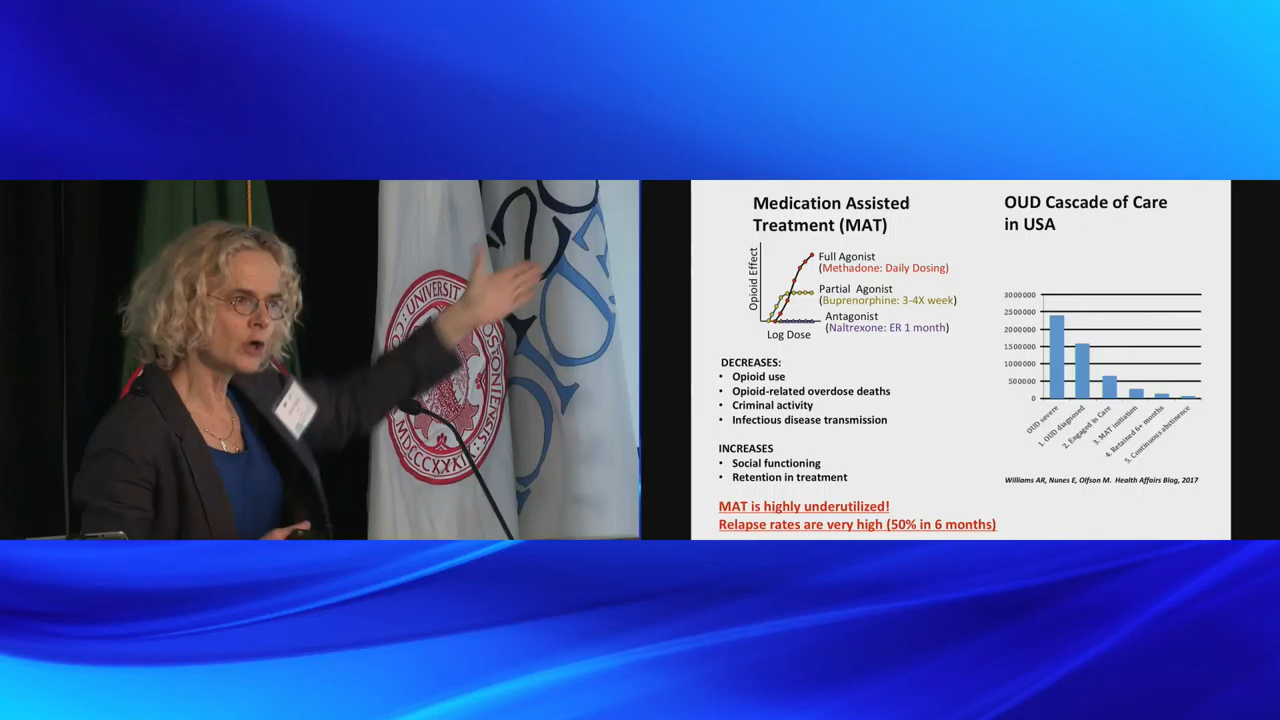 UNIVERSIT
OSTONIENSIS
MDCCCXXXIX
Medication Assisted
Treatment (MAT)
Opioid Effect
Full Agonist
(Methadone: Daily Dosing)
Partial Agonist
(Buprenorphine: 3-4X week)
Antagonist
(Naltrexone: ER 1 month)
Log Dose
DECREASES:
• Opioid use
• Opioid-related overdose deaths
• Criminal activity
• Infectious disease transmission
INCREASES
• Social functioning
• Retention in treatment
MAT is highly underutilized!
Relapse rates are very high (50% in 6 months)
OUD Cascade of Care
in USA
3000000
2500000
2000000
1500000
1000000
500000
0
OUD severe
1. OUD diagnosed
2. Engaged in Care
3. MAT initiation
4. Retained 6+ months
5. Continuous abstinence
Williams AR, Nunes E, Olfson M. Health Affairs Blog, 2017